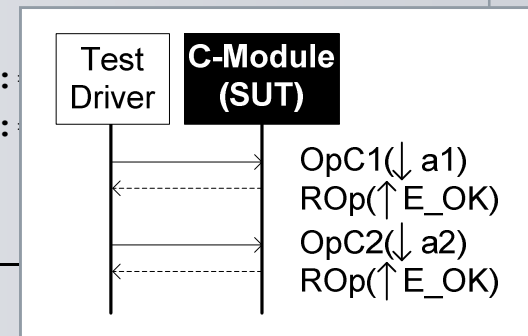 Test
Driver
C-Module
(SUT)
OpC1(↓ a1)
ROp(↑ E_OK)
OpC2(↓ a2)
ROp(↑ E_OK)